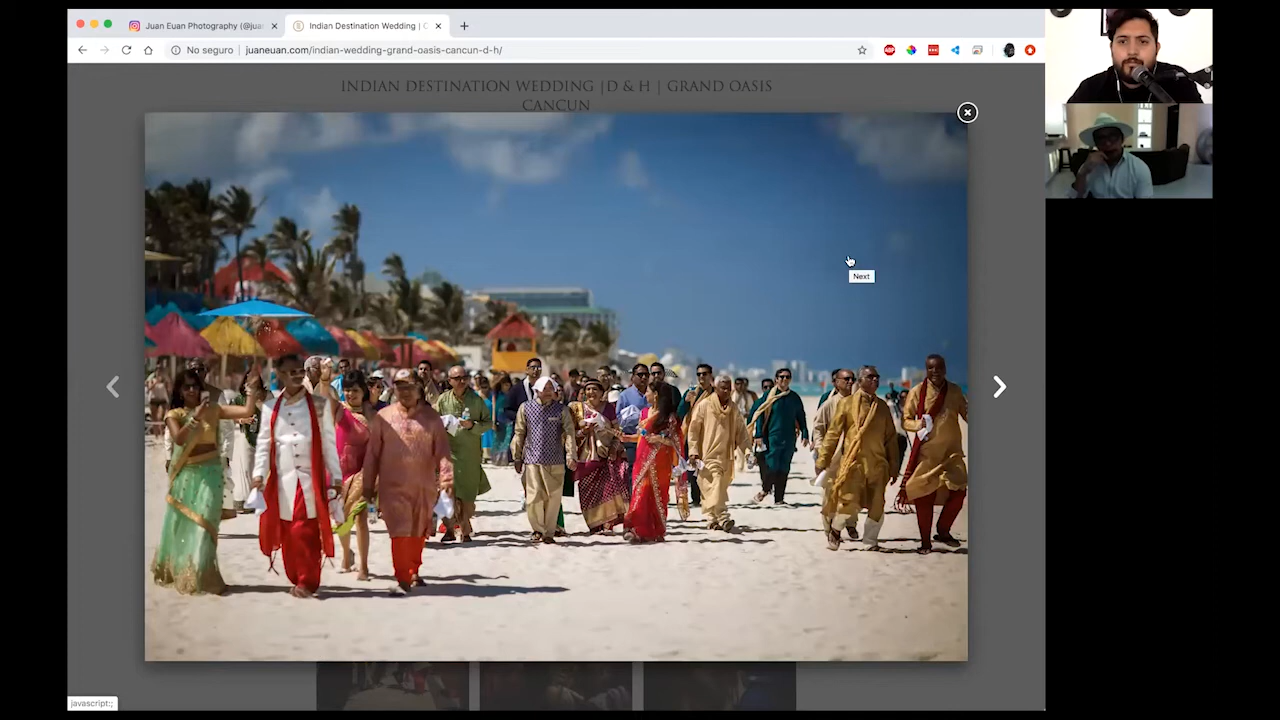 Juan Euan Photography (@jua
Indian Destination Wedding | D
No seguro
juaneuan.com/indian-wedding-grand-oasis-cancun-d-h/
ABP
INDIAN DESTINATION WEDDING |D & H | GRAND OASIS
CANCUN
Next
javascript:;